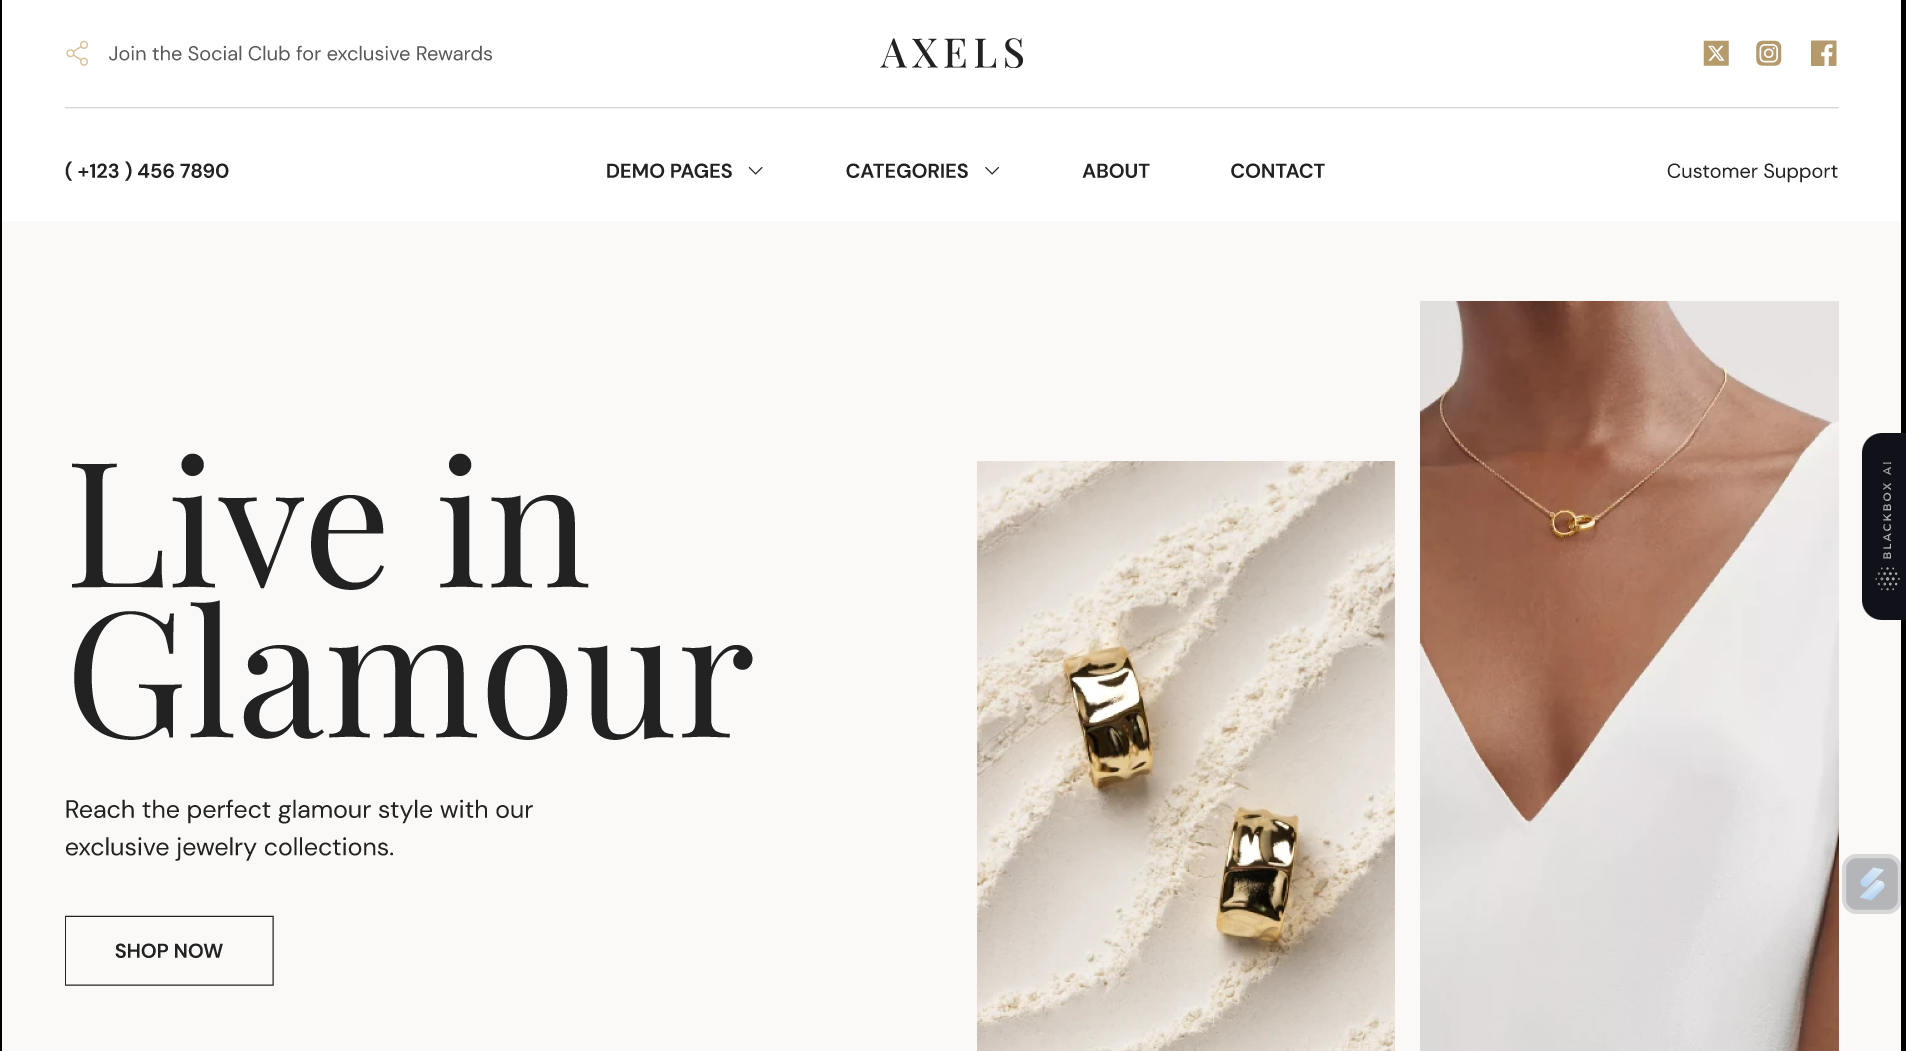 Join the Social Club for exclusive Rewards
AXELS
( +123 ) 456 7890
DEMO PAGES
CATEGORIES
ABOUT
CONTACT
Customer Support
Live in
Glamour
Reach the perfect glamour style with our
exclusive jewelry collections.
SHOP NOW
BLACKBOX AI